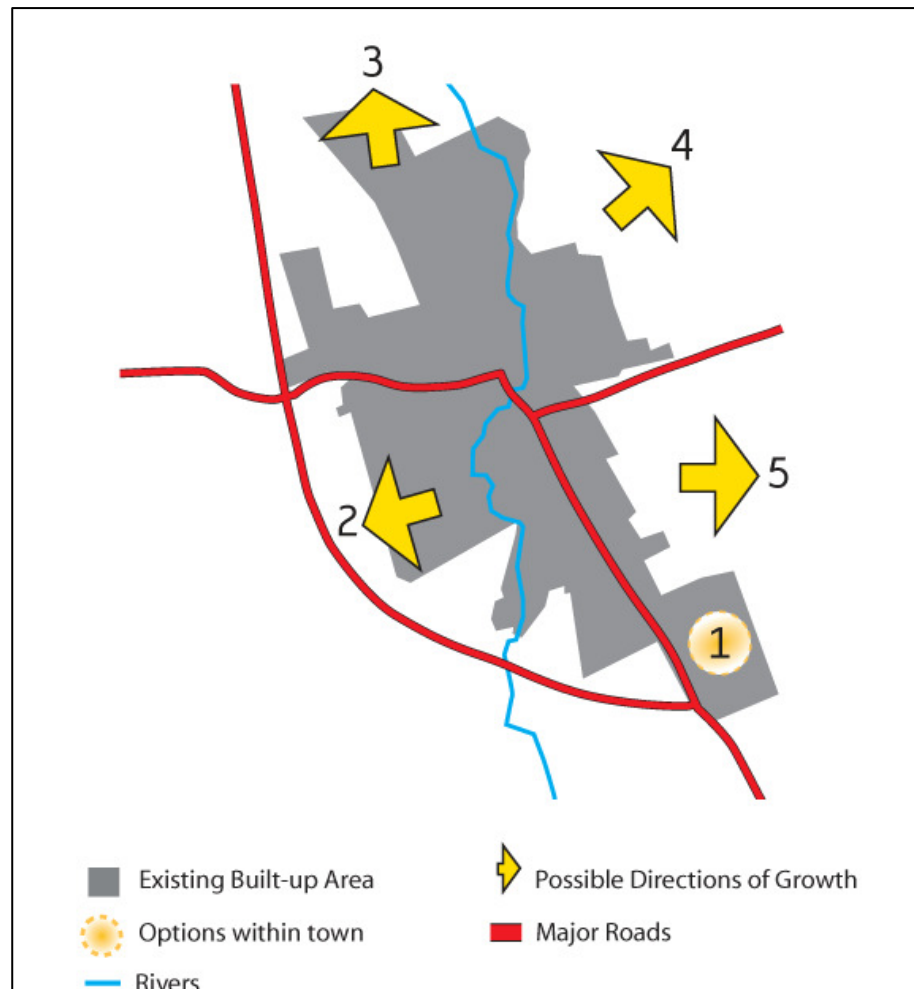 3
4
5
2
1
Existing Built-up Area
Possible Directions of Growth
Options within town
Major Roads
Rivers